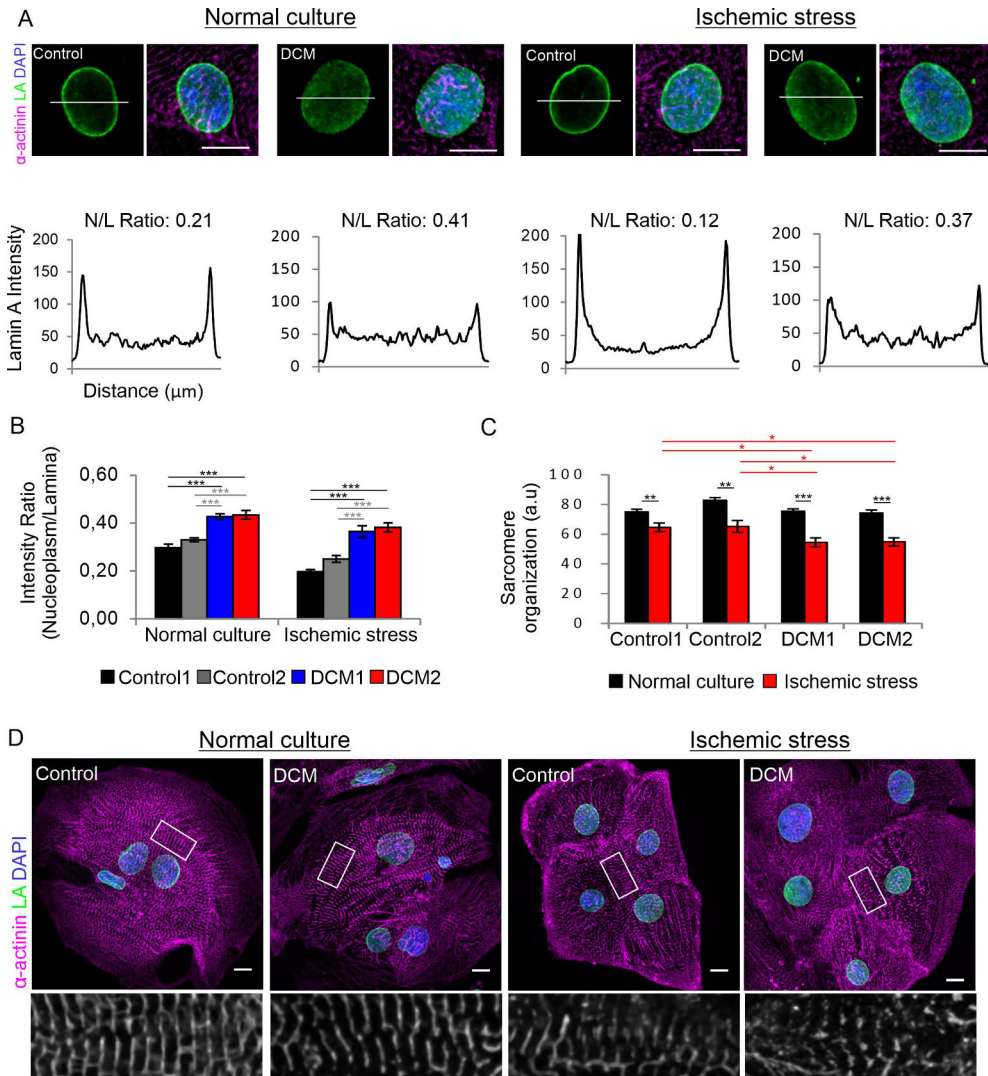 A
Normal culture
Ischemic stress
α-actinin LA DAPI
Control
DCM
Control
DCM
N/L Ratio: 0.21
N/L Ratio: 0.41
N/L Ratio: 0.12
N/L Ratio: 0.37
Lamin A Intensity
200
150
100
50
0
200
150
100
50
0
200
150
100
50
0
200
150
100
50
0
Distance (µm)
B
Intensity Ratio
(Nucleoplasm/Lamina)
0,60
0,40
0,20
0,00
***
***
***
***
***
***
***
***
Normal culture
Ischemic stress
Control1
Control2
DCM1
DCM2
C
Sarcomere
organization (a.u)
100
80
60
40
20
0
*
*
*
*
**
**
***
***
Control1
Control2
DCM1
DCM2
Normal culture
Ischemic stress
D
Normal culture
Ischemic stress
α-actinin LA DAPI
Control
DCM
Control
DCM